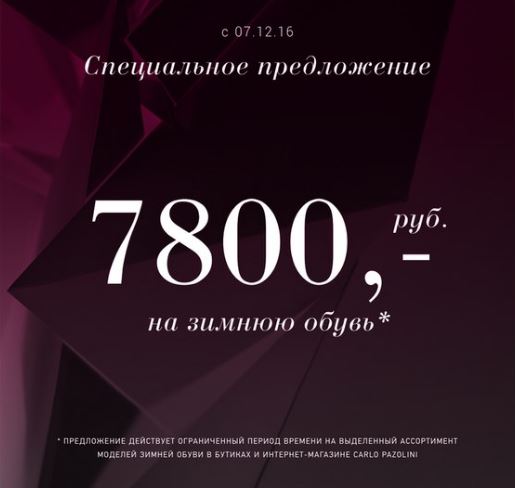 с 07.12.16
Специальное предложение
7800,-
руб.
на зимнюю обувь*
* ПРЕДЛОЖЕНИЕ ДЕЙСТВУЕТ ОГРАНИЧЕННЫЙ ПЕРИОД ВРЕМЕНИ НА ВЫДЕЛЕННЫЙ АССОРТИМЕНТ
МОДЕЛЕЙ ЗИМНЕЙ ОБУВИ В БУТИКАХ И ИНТЕРНЕТ-МАГАЗИНЕ CARLO PAZOLINI